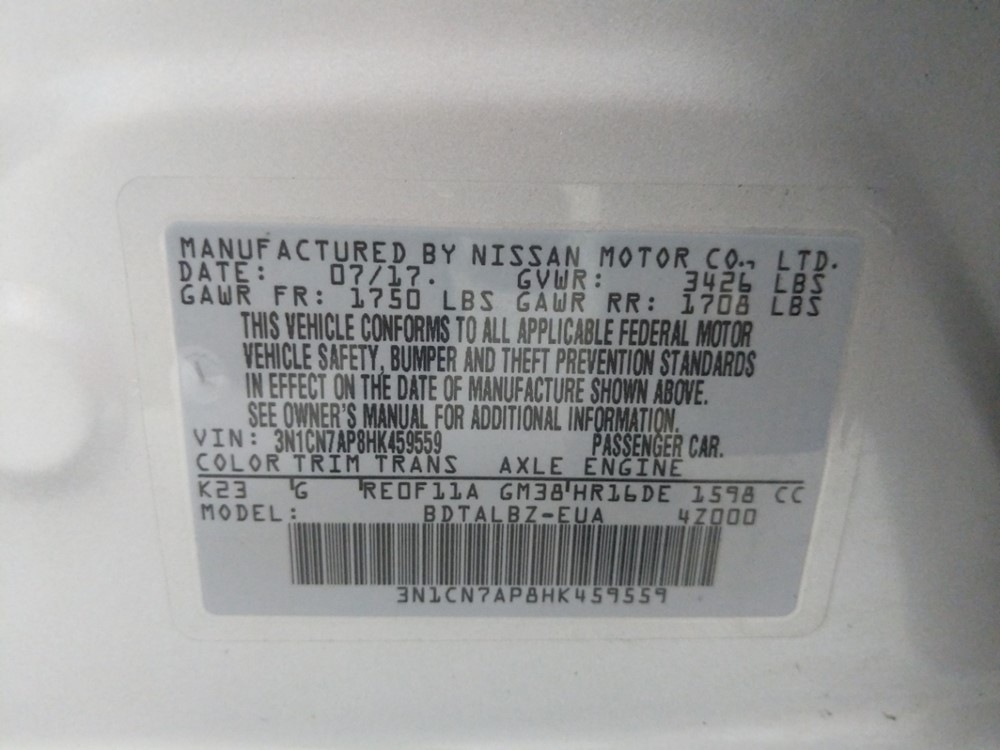 MANUFACTURED BY NISSAN MOTOR CO., LTD.
DATE: 07/17. GVWR: 3426 LBS
GAWR FR: 1750 LBS GAWR RR: 1708 LBS
THIS VEHICLE CONFORMS TO ALL APPLICABLE FEDERAL MOTOR
VEHICLE SAFETY, BUMPER AND THEFT PREVENTION STANDARDS
IN EFFECT ON THE DATE OF MANUFACTURE SHOWN ABOVE.
SEE OWNER'S MANUAL FOR ADDITIONAL INFORMATION.
VIN: 3N1CN7AP8HK459559 PASSENGER CAR.
COLOR TRIM TRANS AXLE ENGINE
K23 G RE0F11A GM38 HR16DE 1598 CC
MODEL: BDTALBZ-EUA 4Z000
3N1CN7AP8HK459559